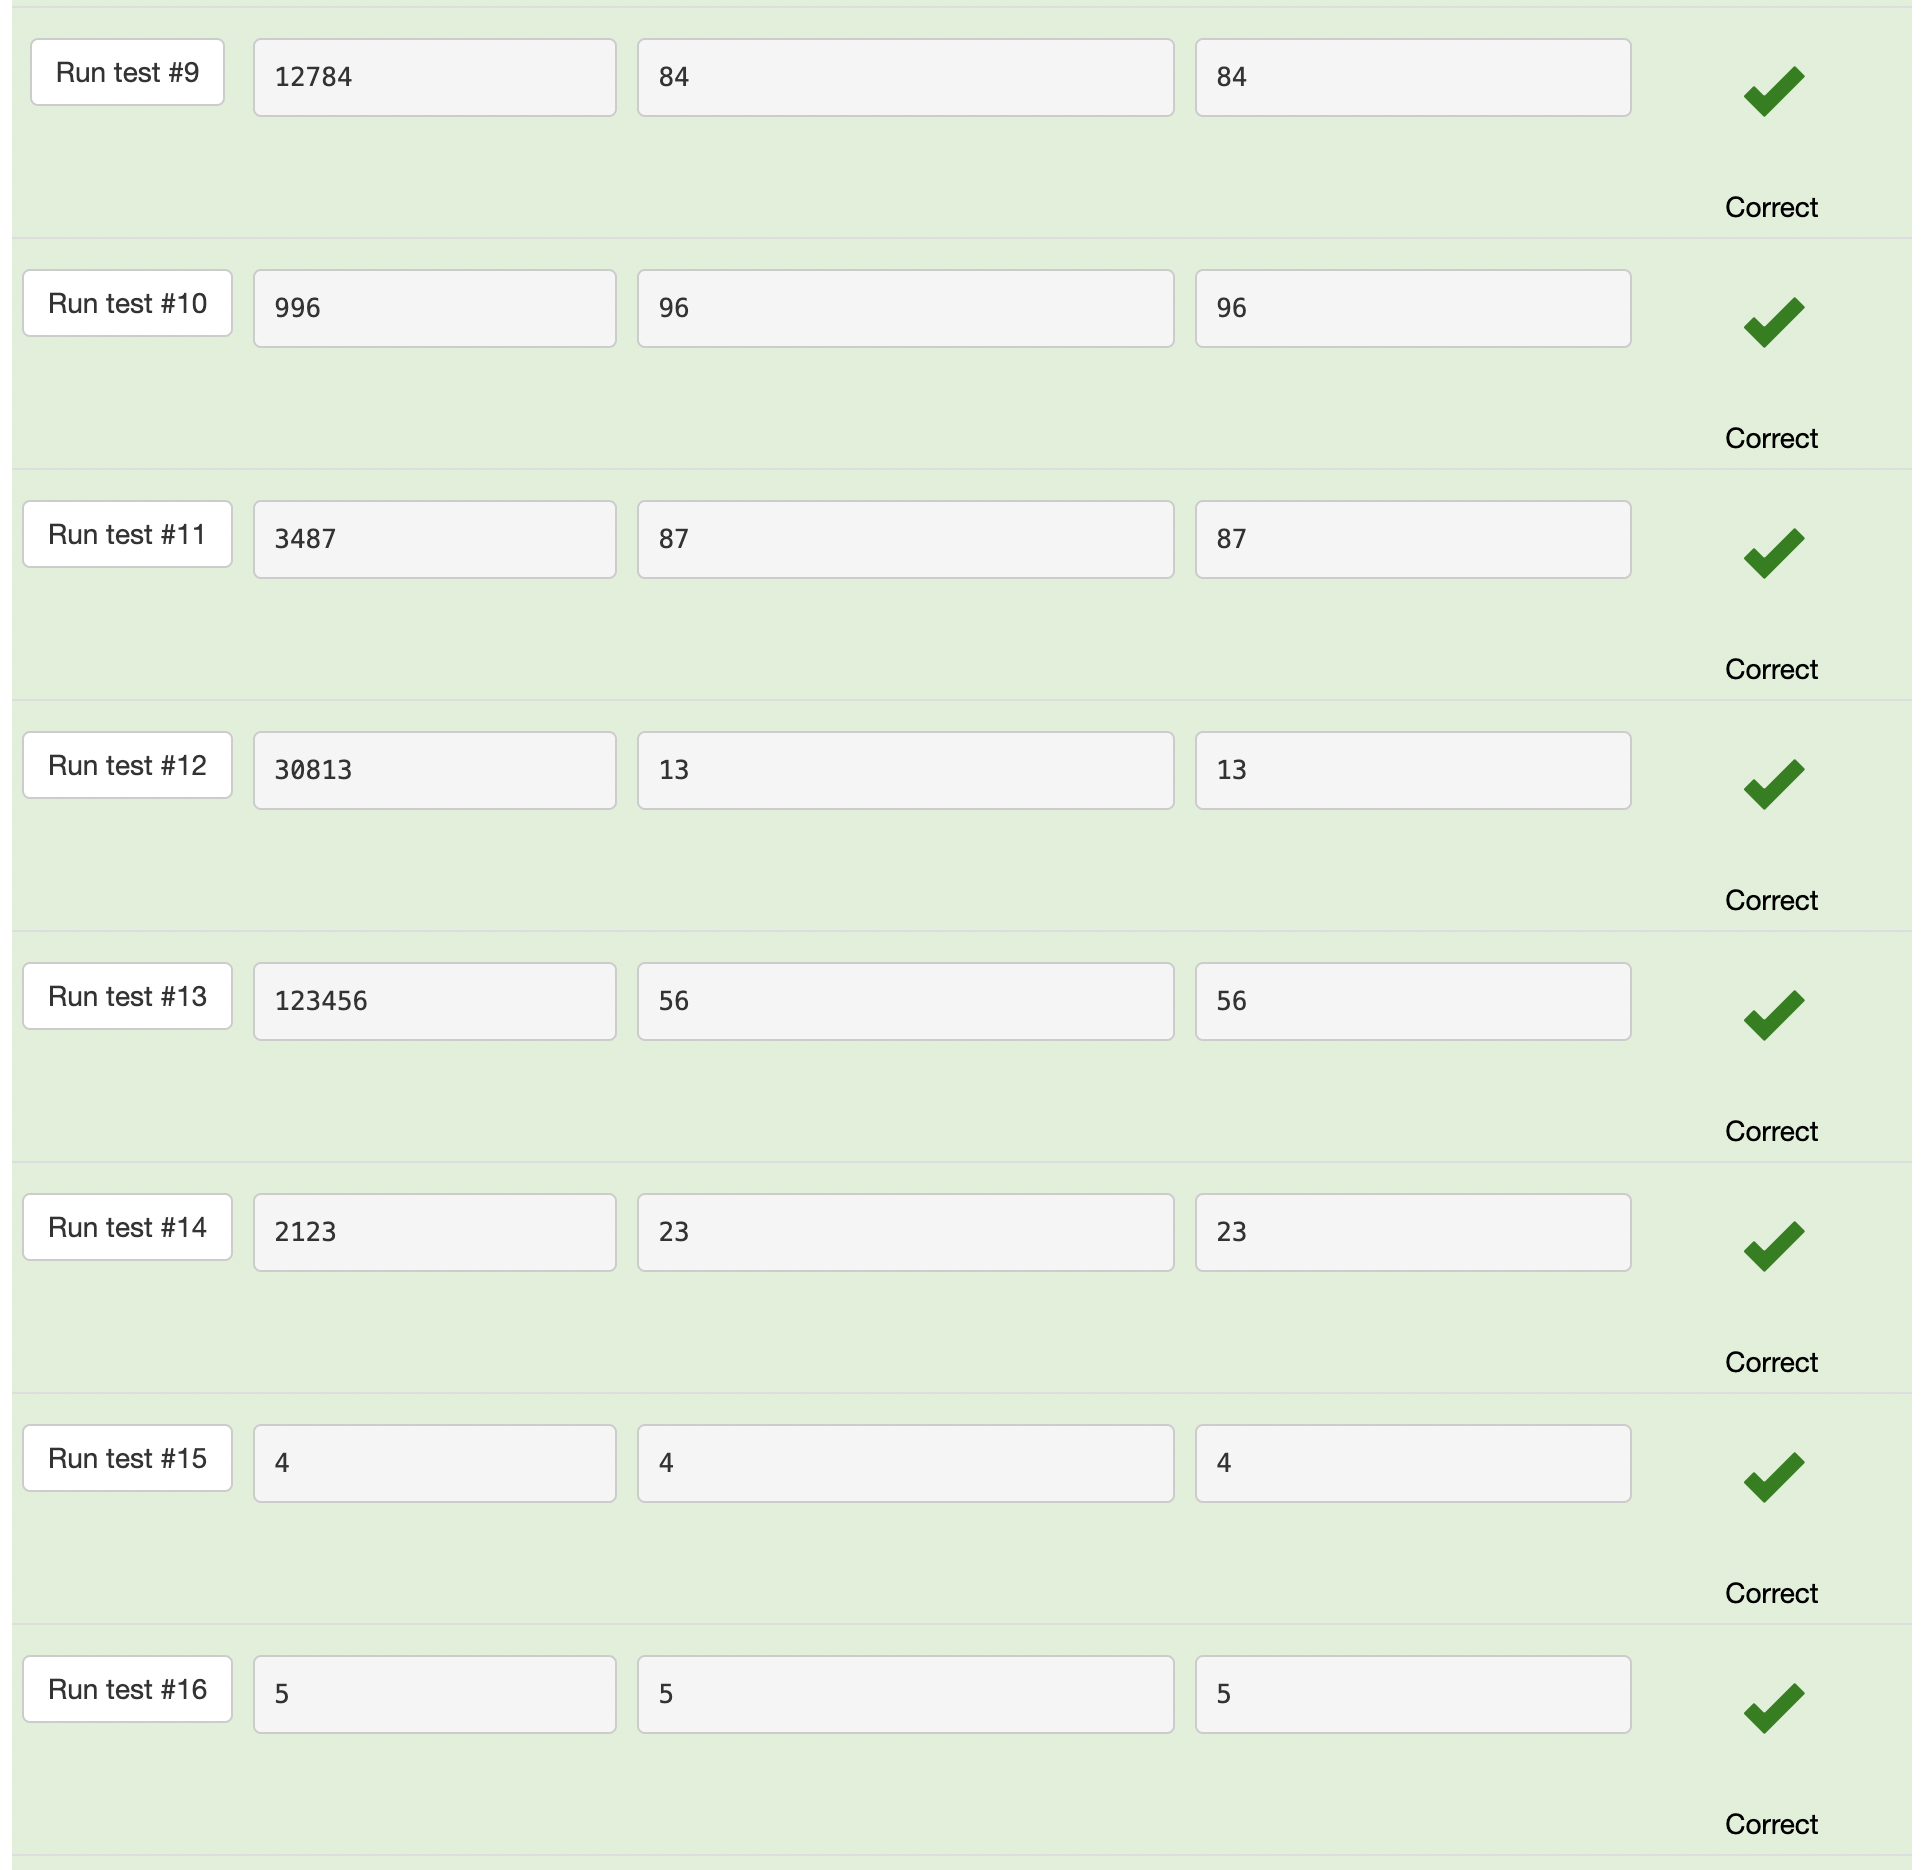 Run test #9 12784 84 84
Correct
Run test #10 996 96 96
Correct
Run test #11 3487 87 87
Correct
Run test #12 30813 13 13
Correct
Run test #13 123456 56 56
Correct
Run test #14 2123 23 23
Correct
Run test #15 4 4 4
Correct
Run test #16 5 5 5
Correct